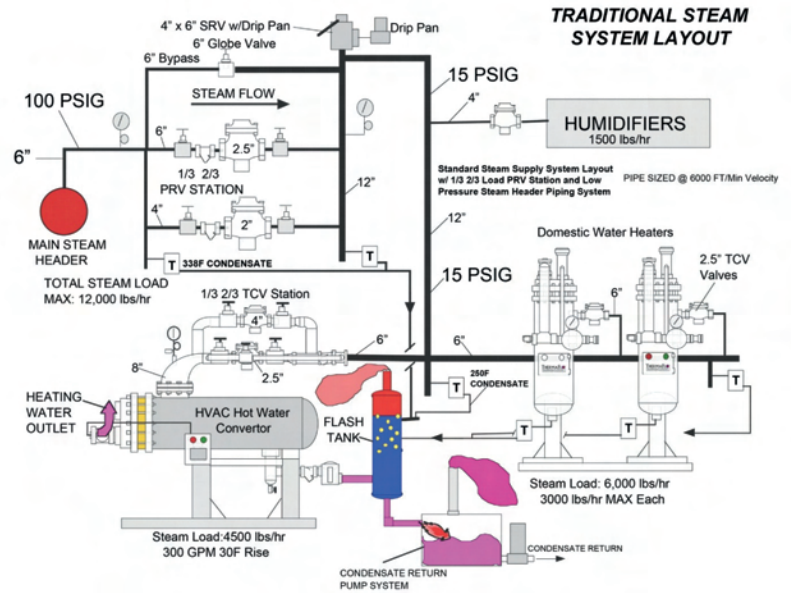 TRADITIONAL STEAM
SYSTEM LAYOUT
4" x 6" SRV w/Drip Pan
Drip Pan
6" Globe Valve
6" Bypass
STEAM FLOW
15 PSIG
100 PSIG
4"
HUMIDIFIERS
1500 lbs/hr
6"
6"
2.5"
1/3 2/3
PRV STATION
Standard Steam Supply System Layout
w/ 1/3 2/3 Load PRV Station and Low
Pressure Steam Header Piping System
PIPE SIZED @ 6000 FT/Min Velocity
12"
4"
2"
12"
MAIN STEAM
HEADER
Domestic Water Heaters
T
338F CONDENSATE
T
2.5" TCV
Valves
15 PSIG
TOTAL STEAM LOAD
MAX: 12,000 lbs/hr
1/3 2/3 TCV Station
6"
4"
6"
6"
8"
2.5"
250F
CONDENSATE
T
T
HEATING
WATER
OUTLET
HVAC Hot Water
Convertor
FLASH
TANK
T
T
Steam Load: 6,000 lbs/hr
3000 lbs/hr MAX Each
Steam Load:4500 lbs/hr
300 GPM 30F Rise
CONDENSATE RETURN
CONDENSATE RETURN
PUMP SYSTEM